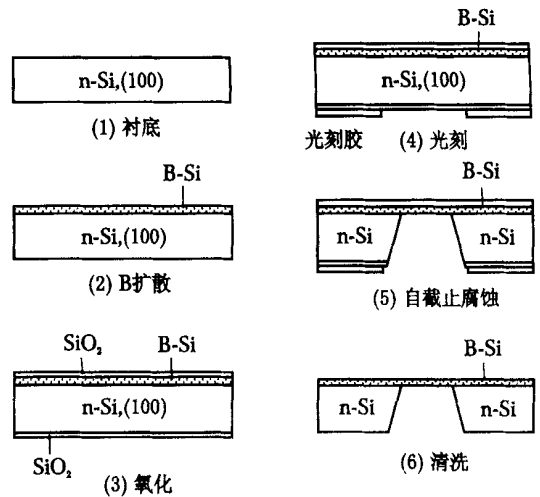 n-Si,(100)
(1) 衬底
B-Si
n-Si,(100)
(2) B扩散
SiO₂
B-Si
n-Si,(100)
SiO₂
(3) 氧化
B-Si
n-Si,(100)
光刻胶
(4) 光刻
B-Si
n-Si
n-Si
(5) 自截止腐蚀
B-Si
n-Si
n-Si
(6) 清洗